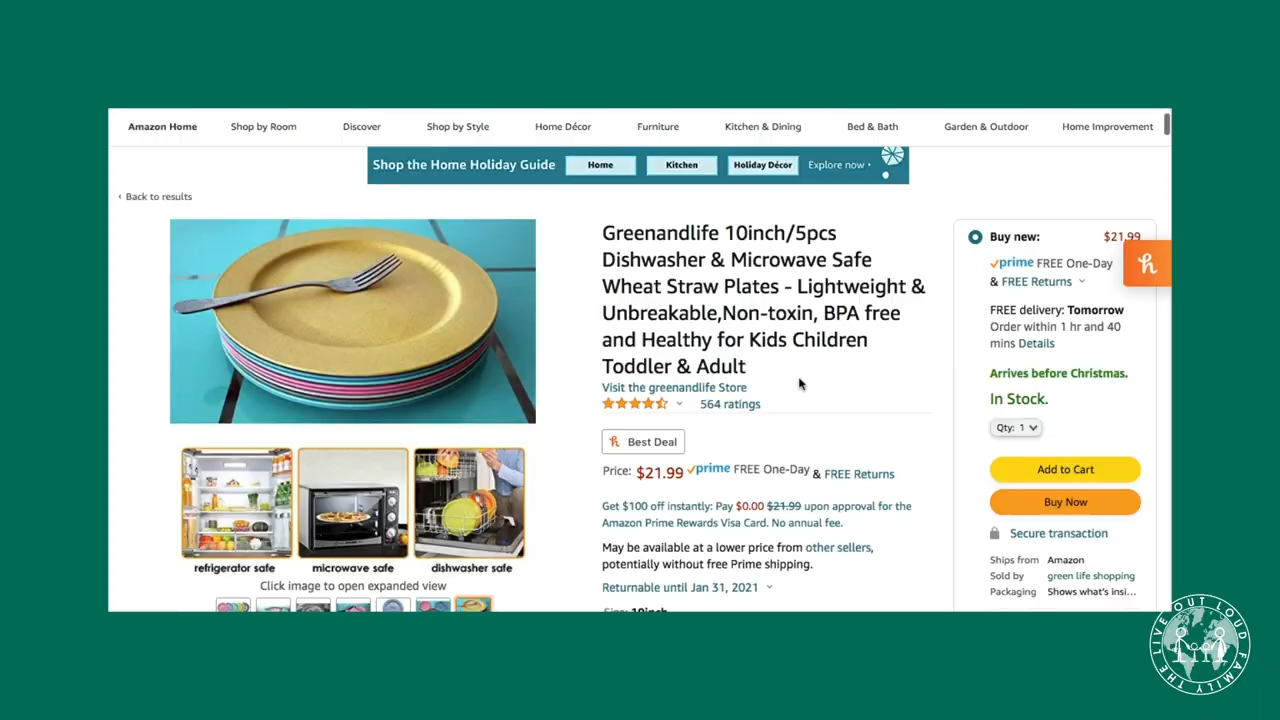 Amazon Home Shop by Room Discover Shop by Style Home Décor Furniture Kitchen & Dining Bed & Bath Garden & Outdoor Home Improvement
Shop the Home Holiday Guide Home Kitchen Holiday Décor Explore now
‹ Back to results
Greenandlife 10inch/5pcs
Dishwasher & Microwave Safe
Wheat Straw Plates - Lightweight &
Unbreakable,Non-toxin, BPA free
and Healthy for Kids Children
Toddler & Adult
Visit the greenandlife Store
564 ratings
Best Deal
Price: $21.99 prime FREE One-Day & FREE Returns
Get $100 off instantly: Pay $0.00 $21.99 upon approval for the
Amazon Prime Rewards Visa Card. No annual fee.
May be available at a lower price from other sellers,
potentially without free Prime shipping.
Returnable until Jan 31, 2021
Size: 10inch
refrigerator safe microwave safe dishwasher safe
Click image to open expanded view
Buy new: $21.99
prime FREE One-Day
& FREE Returns
FREE delivery: Tomorrow
Order within 1 hr and 40
mins Details
Arrives before Christmas.
In Stock.
Qty: 1
Add to Cart
Buy Now
Secure transaction
Ships from Amazon
Sold by green life shopping
Packaging Shows what's insi...
h
THE LIVE OUT LOUD FAMILY